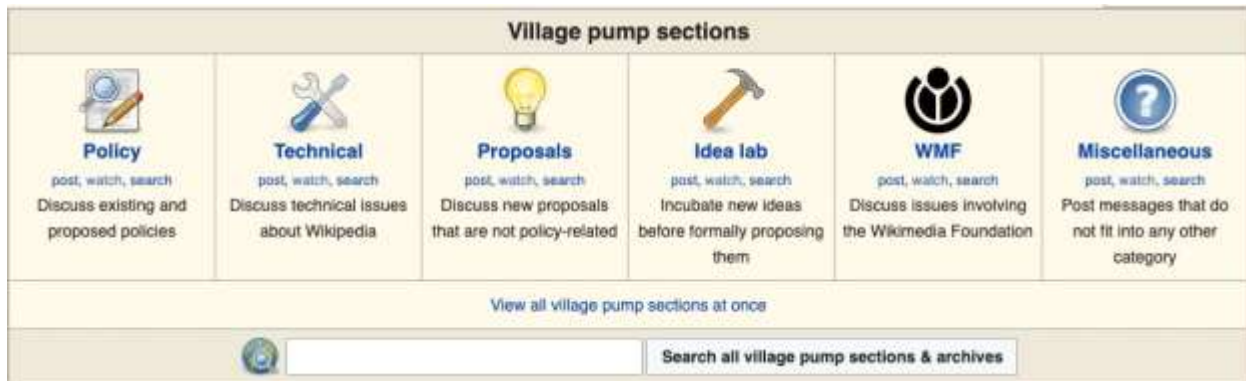 Village pump sections
Policy
post, watch, search
Discuss existing and
proposed policies
Technical
post, watch, search
Discuss technical issues
about Wikipedia
Proposals
post, watch, search
Discuss new proposals
that are not policy-related
Idea lab
post, watch, search
Incubate new ideas
before formally proposing
them
WMF
post, watch, search
Discuss issues involving
the Wikimedia Foundation
?
Miscellaneous
post, watch, search
Post messages that do
not fit into any other
category
View all village pump sections at once
Search all village pump sections & archives